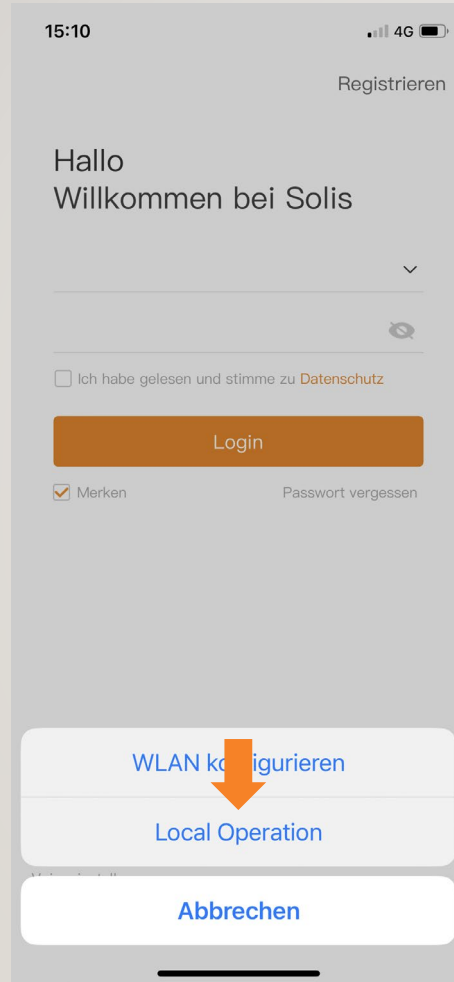 15:10
4G
Registrieren
Hallo
Willkommen bei Solis
Ich habe gelesen und stimme zu Datenschutz
Login
Merken
Passwort vergessen
WLAN konfigurieren
Local Operation
Abbrechen